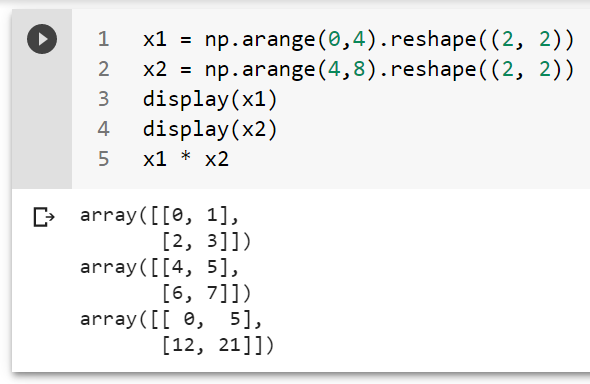 1 x1 = np.arange(0,4).reshape((2, 2))
2 x2 = np.arange(4,8).reshape((2, 2))
3 display(x1)
4 display(x2)
5 x1 * x2
array([[0, 1],
       [2, 3]])
array([[4, 5],
       [6, 7]])
array([[ 0,  5],
       [12, 21]])